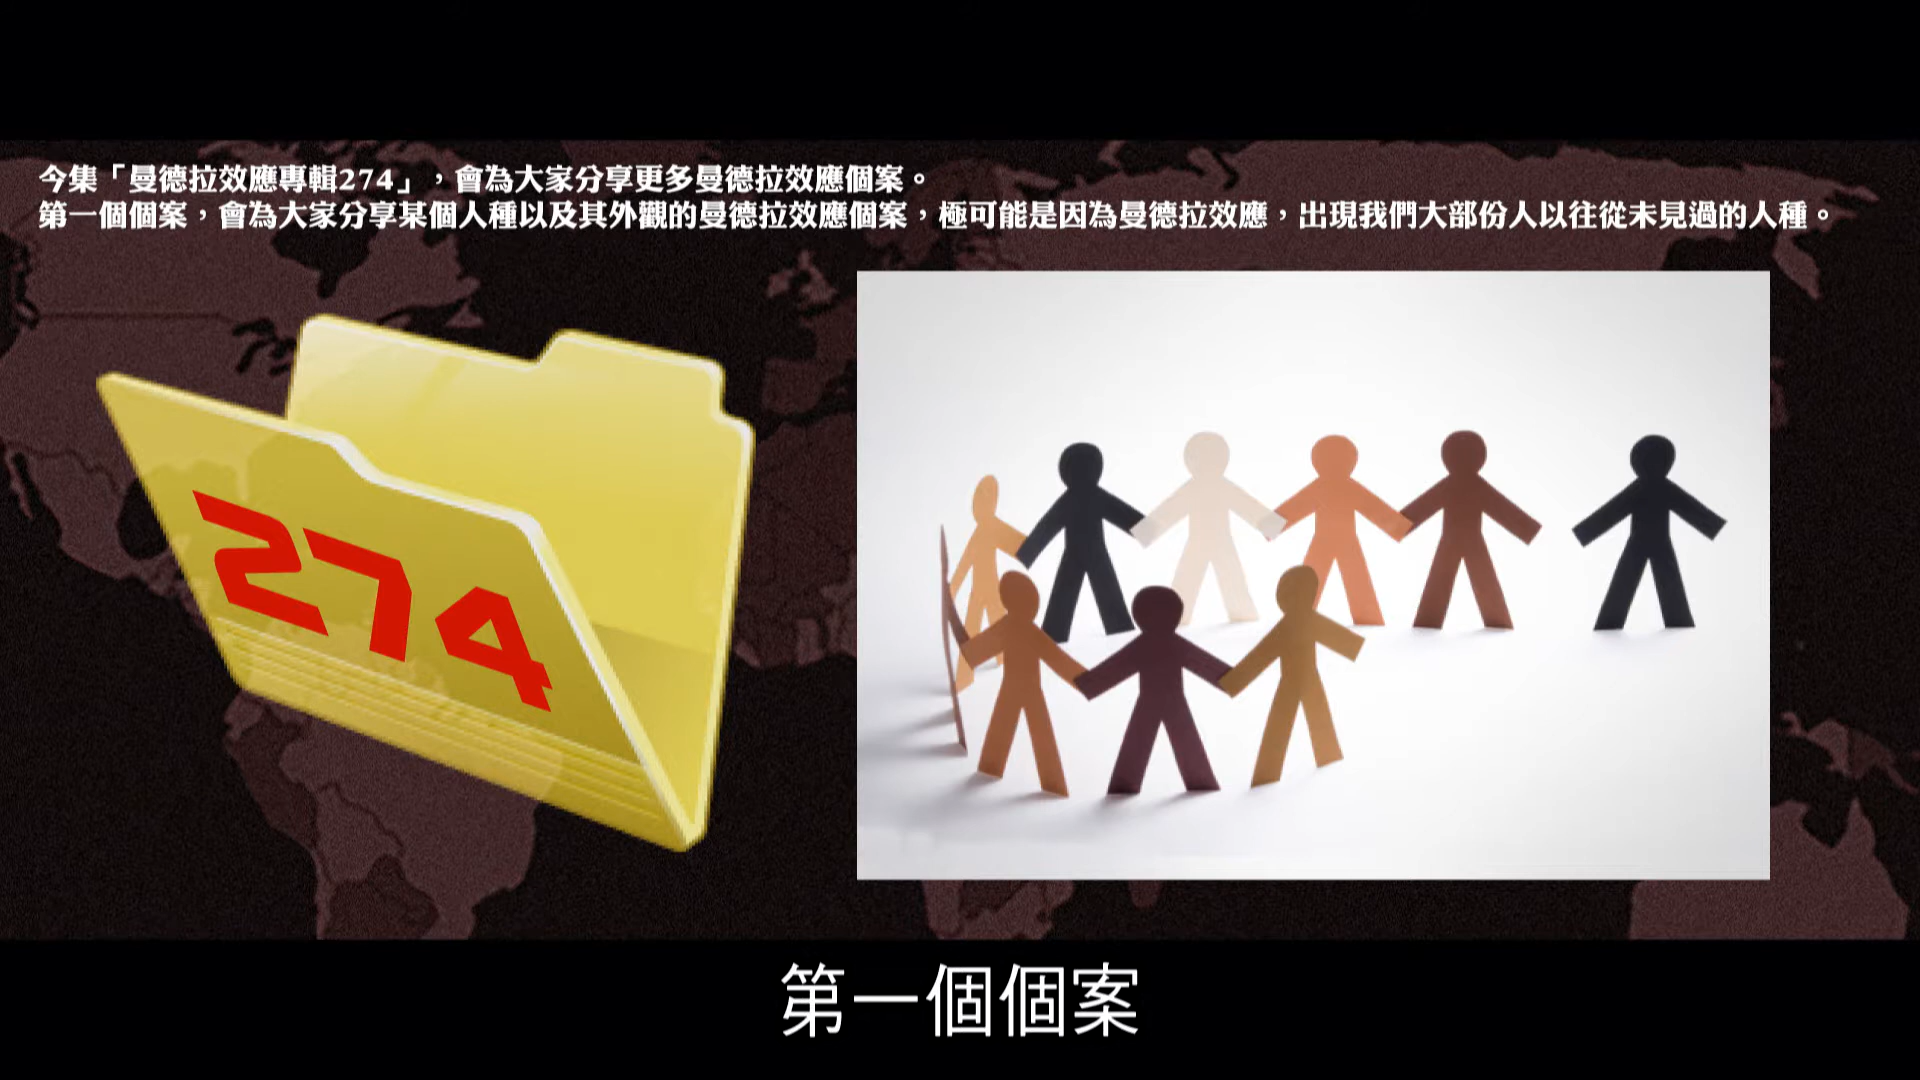 今集「曼德拉效應專輯274」，會為大家分享更多曼德拉效應個案。
第一個個案，會為大家分享某個人種以及其外觀的曼德拉效應個案，極可能是因為曼德拉效應，出現我們大部份人以往從未見過的人種。
274
第一個個案